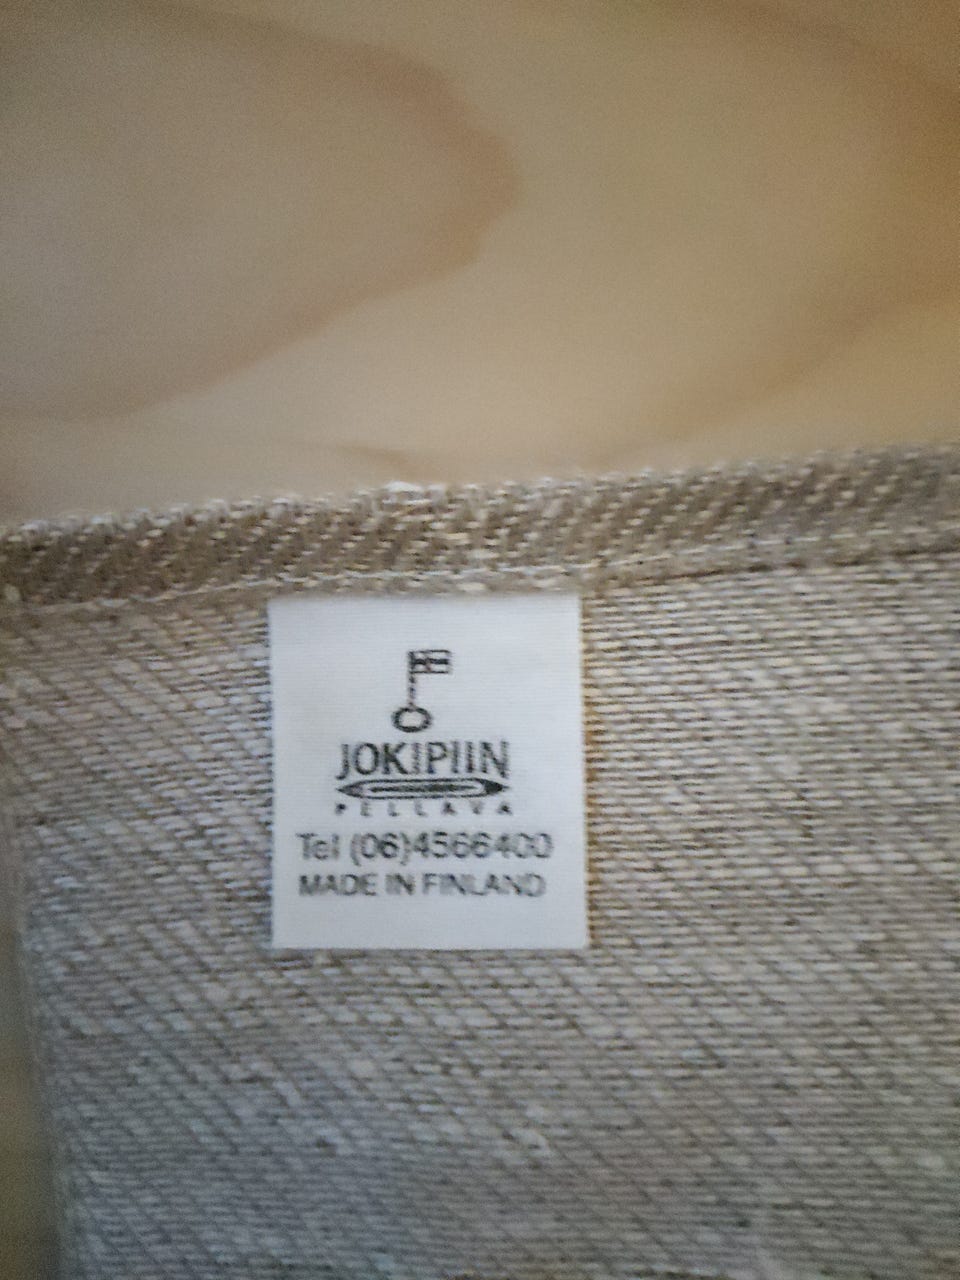 JOKIPIIN
PELLAVA
Tel (06)4566400
MADE IN FINLAND